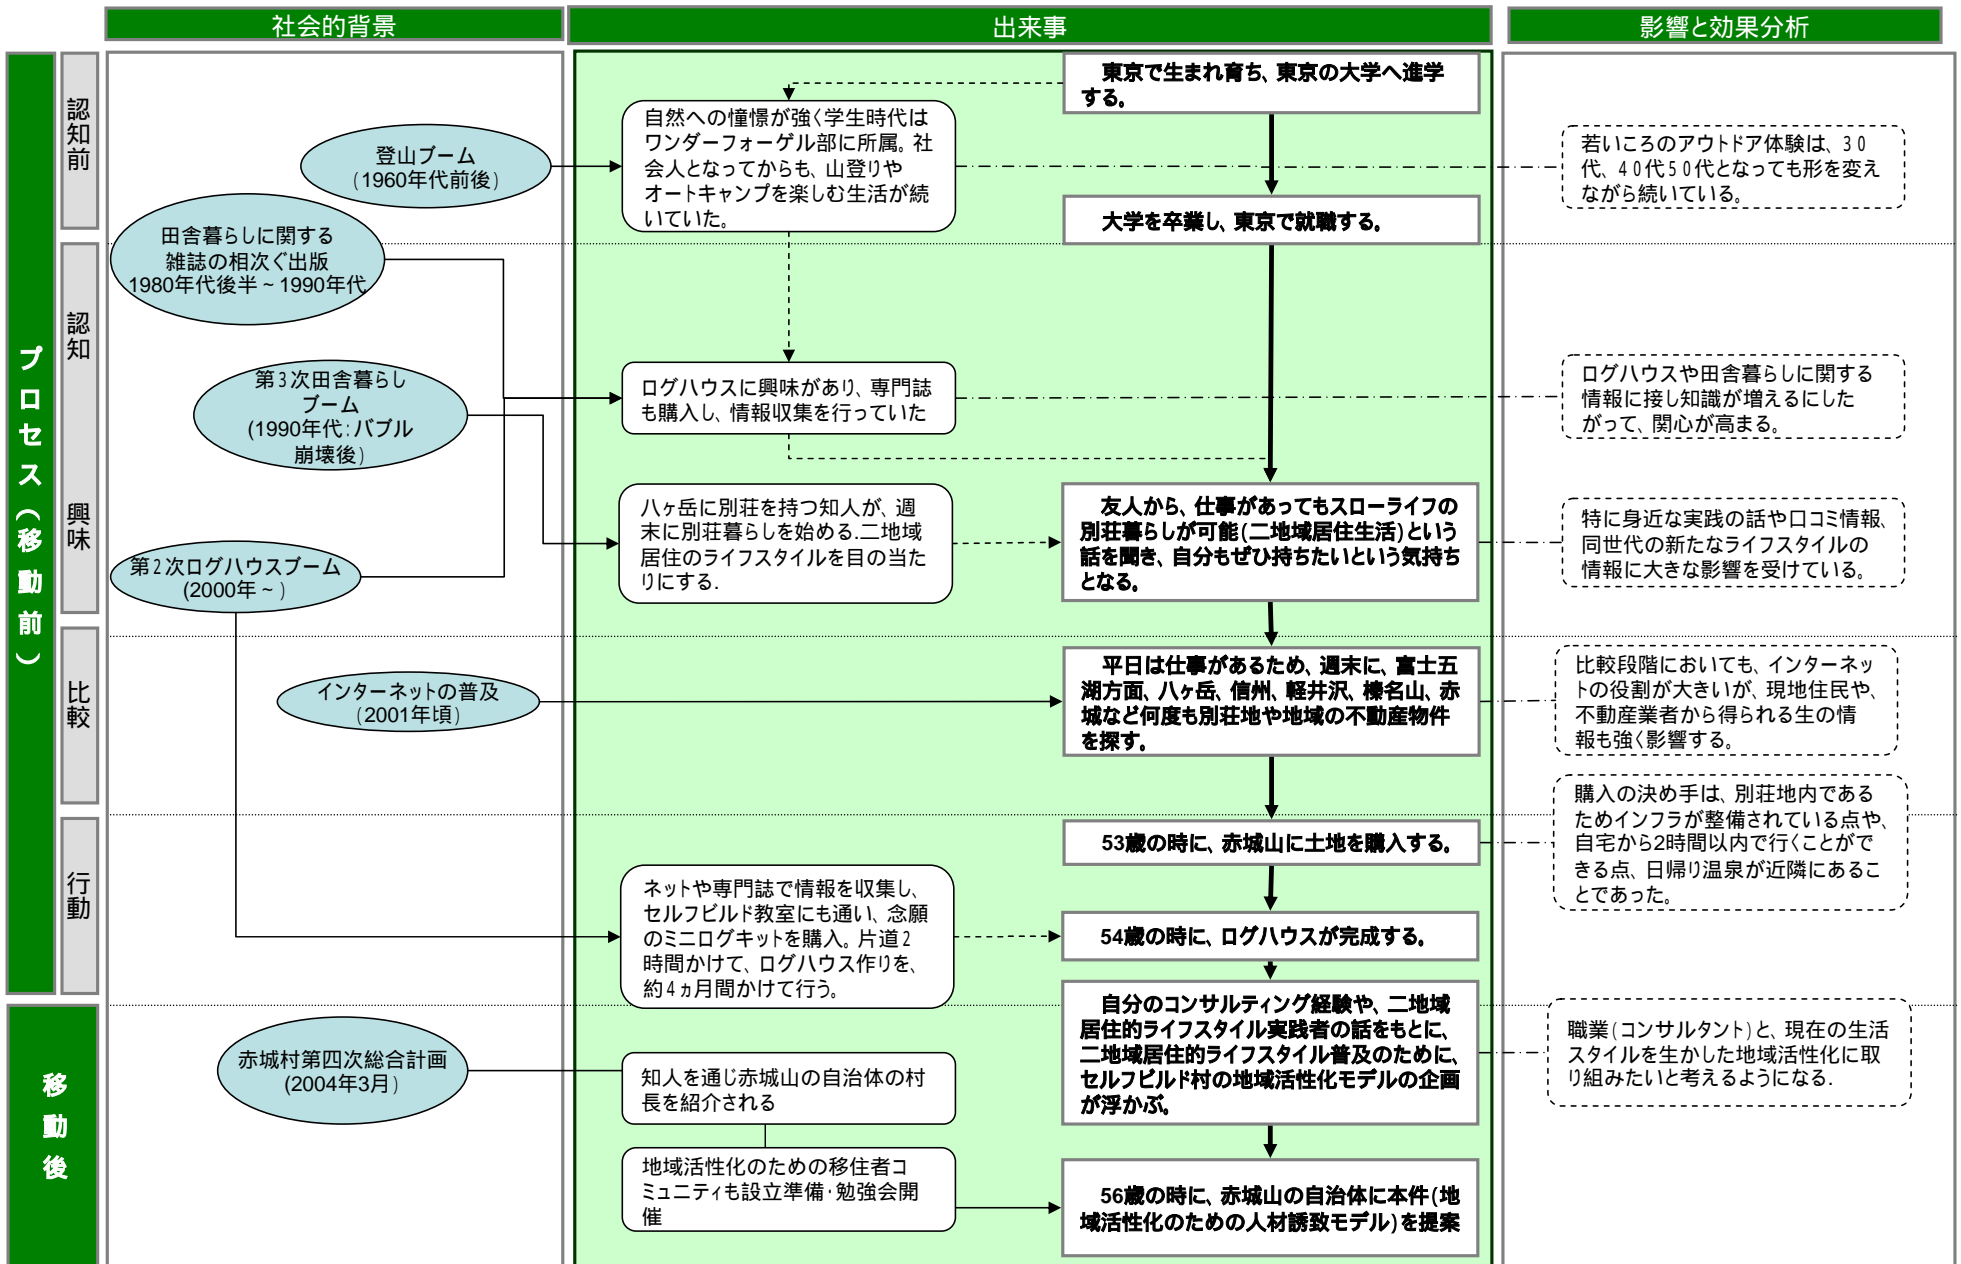 社会的背景
出来事
影響と効果分析
プロセス(移動前)
認知前
認知
興味
比較
行動
移動後
登山ブーム
(1960年代前後)
田舎暮らしに関する
雑誌の相次ぐ出版
1980年代後半~1990年代
第3次田舎暮らし
ブーム
(1990年代:バブル
崩壊後)
第2次ログハウスブーム
(2000年~)
インターネットの普及
(2001年頃)
赤城村第四次総合計画
(2004年3月)
自然への憧憬が強く学生時代は
ワンダーフォーゲル部に所属。社
会人となってからも、山登りや
オートキャンプを楽しむ生活が続
いていた。
ログハウスに興味があり、専門誌
も購入し、情報収集を行っていた
八ヶ岳に別荘を持つ知人が、週
末に別荘暮らしを始める.二地域
居住のライフスタイルを目の当た
りにする.
ネットや専門誌で情報を収集し、
セルフビルド教室にも通い、念願
のミニログキットを購入。片道2
時間かけて、ログハウス作りを、
約4ヵ月間かけて行う。
知人を通じ赤城山の自治体の村
長を紹介される
地域活性化のための移住者コ
ミュニティも設立準備・勉強会開
催
東京で生まれ育ち、東京の大学へ進学
する。
大学を卒業し、東京で就職する。
友人から、仕事があってもスローライフの
別荘暮らしが可能(二地域居住生活)という
話を聞き、自分もぜひ持ちたいという気持ち
となる。
平日は仕事があるため、週末に、富士五
湖方面、八ヶ岳、信州、軽井沢、榛名山、赤
城など何度も別荘地や地域の不動産物件
を探す。
53歳の時に、赤城山に土地を購入する。
54歳の時に、ログハウスが完成する。
自分のコンサルティング経験や、二地域
居住的ライフスタイル実践者の話をもとに、
二地域居住的ライフスタイル普及のために、
セルフビルド村の地域活性化モデルの企画
が浮かぶ。
56歳の時に、赤城山の自治体に本件(地
域活性化のための人材誘致モデル)を提案
若いころのアウトドア体験は、30
代、40代50代となっても形を変え
ながら続いている。
ログハウスや田舎暮らしに関する
情報に接し知識が増えるにした
がって、関心が高まる。
特に身近な実践の話や口コミ情報、
同世代の新たなライフスタイルの
情報に大きな影響を受けている。
比較段階においても、インターネッ
トの役割が大きいが、現地住民や、
不動産業者から得られる生の情
報も強く影響する。
購入の決め手は、別荘地内である
ためインフラが整備されている点や、
自宅から2時間以内で行くことがで
きる点、日帰り温泉が近隣にあるこ
とであった。
職業(コンサルタント)と、現在の生活
スタイルを生かした地域活性化に取
り組みたいと考えるようになる.